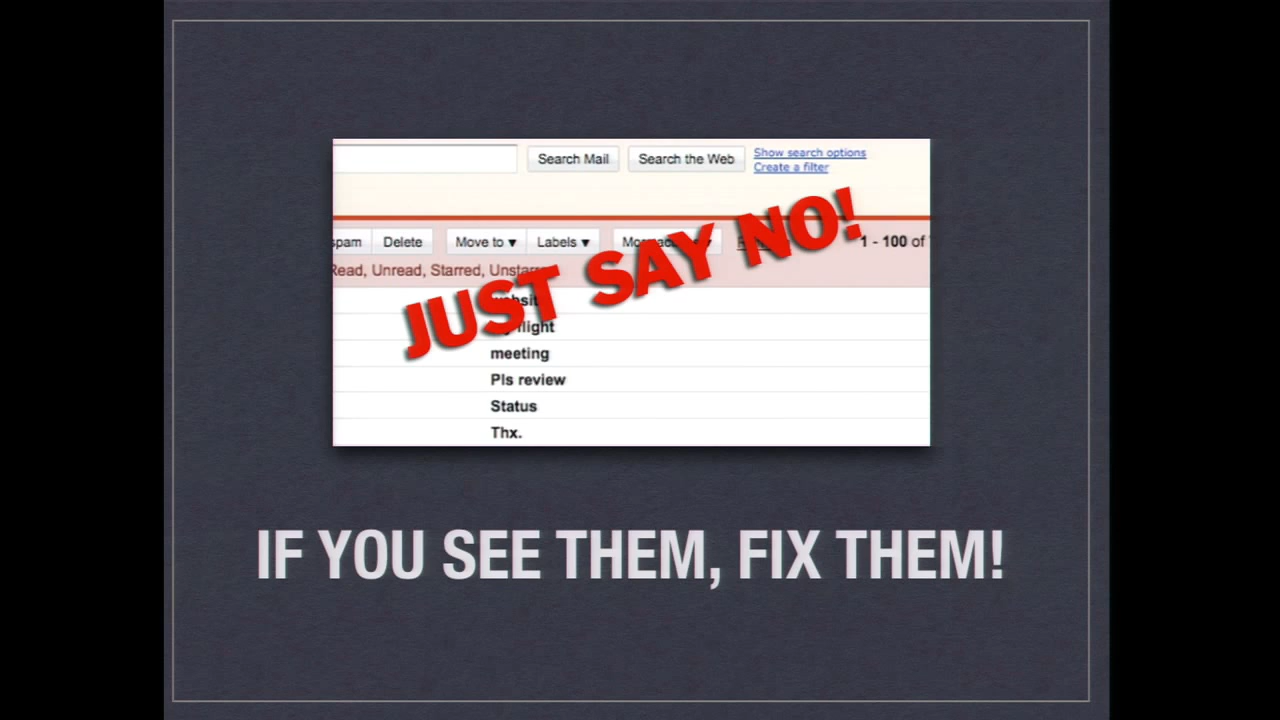 Search Mail Search the Web Show search options
Create a filter
spam Delete Move to Labels 1 - 100 of
Read, Unread, Starred,
JUST SAY NO!
flight
meeting
Pls review
Status
Thx.
IF YOU SEE THEM, FIX THEM!